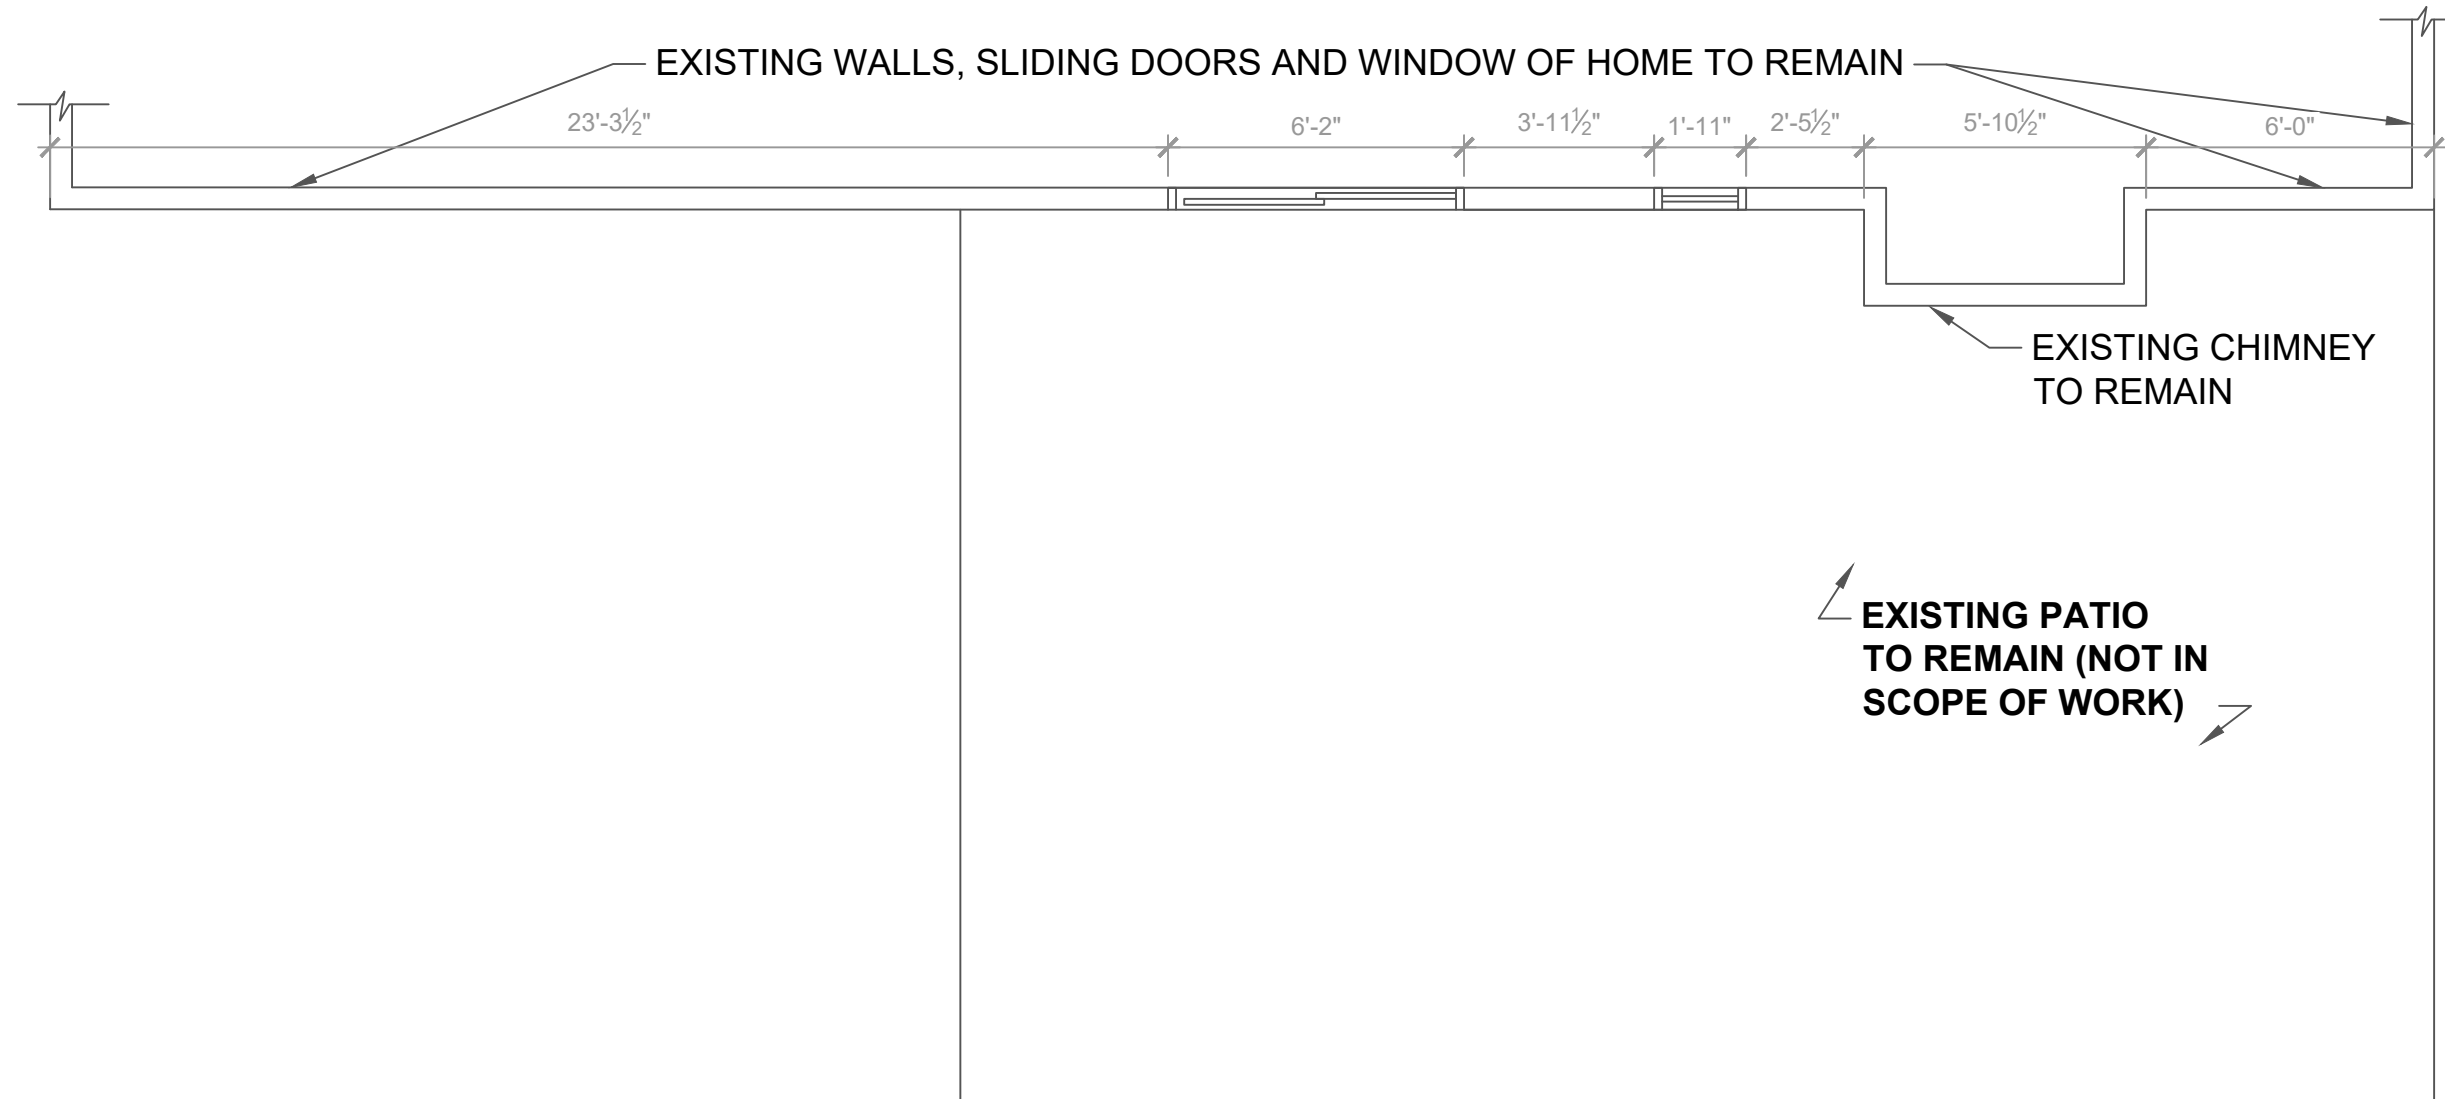 EXISTING WALLS, SLIDING DOORS AND WINDOW OF HOME TO REMAIN
23'-3½" 6'-2" 3'-11½" 1'-11" 2'-5½" 5'-10½" 6'-0"
EXISTING CHIMNEY
TO REMAIN
EXISTING PATIO
TO REMAIN (NOT IN
SCOPE OF WORK)